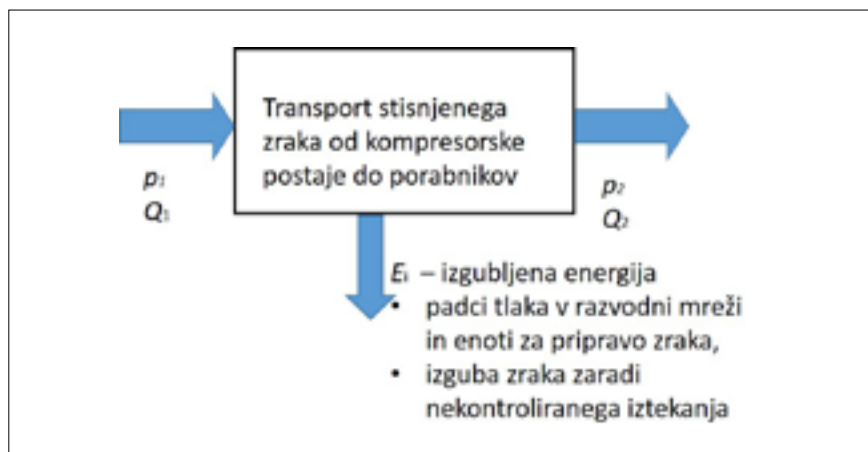 Transport stisnjenega
zraka od kompresorske
postaje do porabnikov
p₁
Q₁
p₂
Q₂
Eᵢ – izgubljena energija
• padci tlaka v razvodni mreži
in enoti za pripravo zraka,
• izguba zraka zaradi
nekontroliranega iztekanja